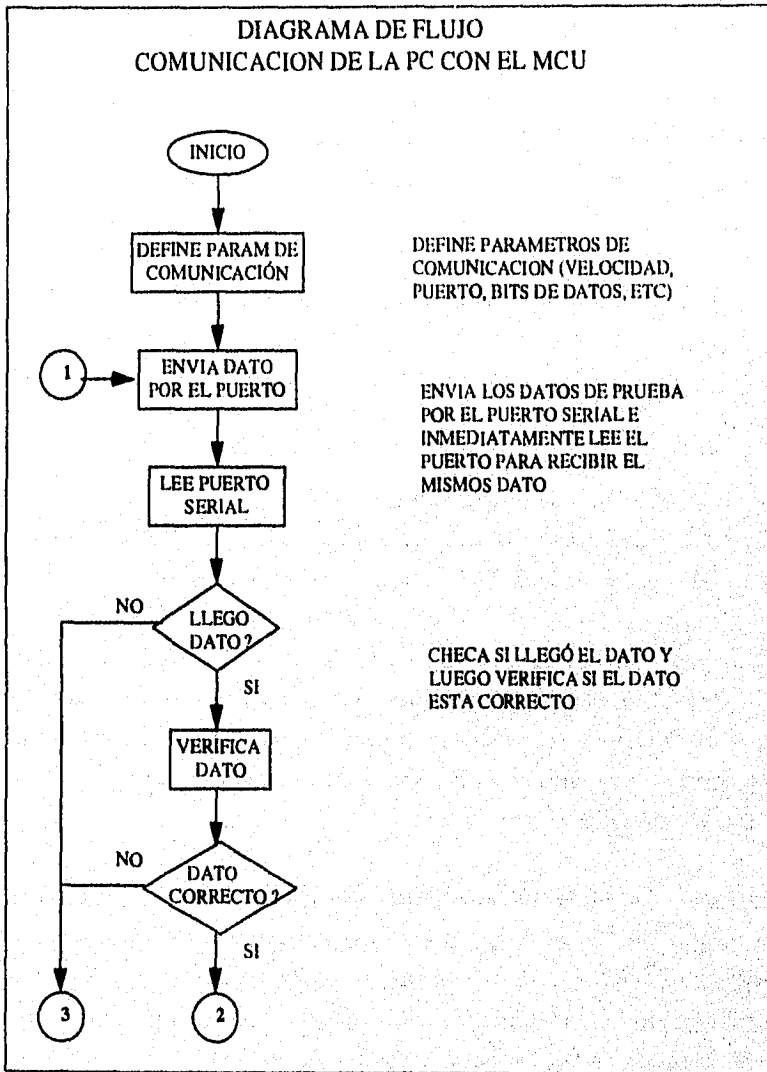 DIAGRAMA DE FLUJO
COMUNICACION DE LA PC CON EL MCU
INICIO
DEFINE PARAM DE
COMUNICACIÓN
DEFINE PARAMETROS DE
COMUNICACION (VELOCIDAD,
PUERTO, BITS DE DATOS, ETC)
1
ENVIA DATO
POR EL PUERTO
ENVIA LOS DATOS DE PRUEBA
POR EL PUERTO SERIAL E
INMEDIATAMENTE LEE EL
PUERTO PARA RECIBIR EL
MISMOS DATO
LEE PUERTO
SERIAL
NO
LLEGO
DATO ?
SI
CHECA SI LLEGÓ EL DATO Y
LUEGO VERIFICA SI EL DATO
ESTA CORRECTO
VERIFICA
DATO
NO
DATO
CORRECTO ?
SI
3
2